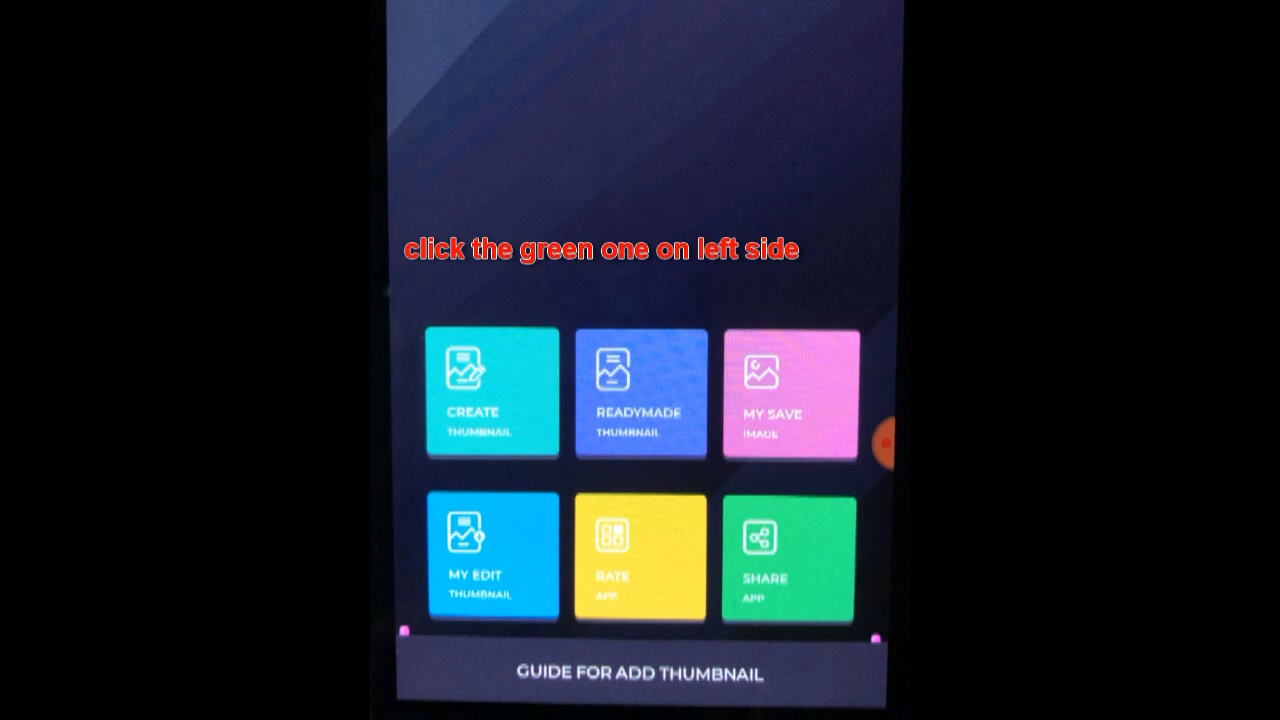 click the green one on left side
CREATE
THUMBNAIL
READYMADE
THUMBNAIL
MY SAVE
IMAGE
MY EDIT
THUMBNAIL
RATE
APP
SHARE
APP
GUIDE FOR ADD THUMBNAIL